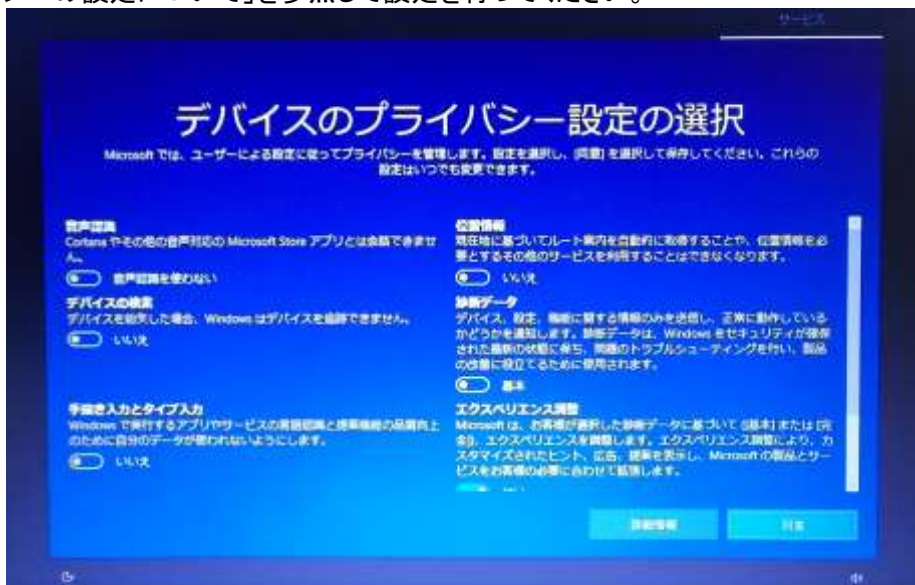 の設定について」を参照して設定を行ってください。
サービス
デバイスのプライバシー設定の選択
Microsoft では、ユーザーによる設定に従ってプライバシーを管理します。設定を選択し、[同意] を選択して保存してください。これらの
設定はいつでも変更できます。
音声認識
Cortana やその他の音声対応の Microsoft Store アプリとは会話できませ
ん。
音声認識を使わない
デバイスの検索
デバイスを紛失した場合、Windows はデバイスを追跡できません。
いいえ
手描き入力とタイプ入力
Windows で実行するアプリやサービスの言語認識と提案機能の品質向上
のために自分のデータが使われないようにします。
いいえ
位置情報
現在地に基づいてルート案内を自動的に取得することや、位置情報を必
要とするその他のサービスを利用することはできなくなります。
いいえ
診断データ
デバイス、設定、機能に関する情報のみを送信し、正常に動作している
かどうかを通知します。診断データは、Windows をセキュリティが確保
された最新の状態に保ち、問題のトラブルシューティングを行い、製品
の改善に役立てるために使用されます。
基本
エクスペリエンス調整
Microsoft は、お客様が選択した診断データに基づいて ([基本] または [完
全])、エクスペリエンスを調整します。エクスペリエンス調整により、カ
スタマイズされたヒント、広告、提案を表示し、Microsoft の製品とサー
ビスをお客様の必要に合わせて拡張します。
詳細情報
同意